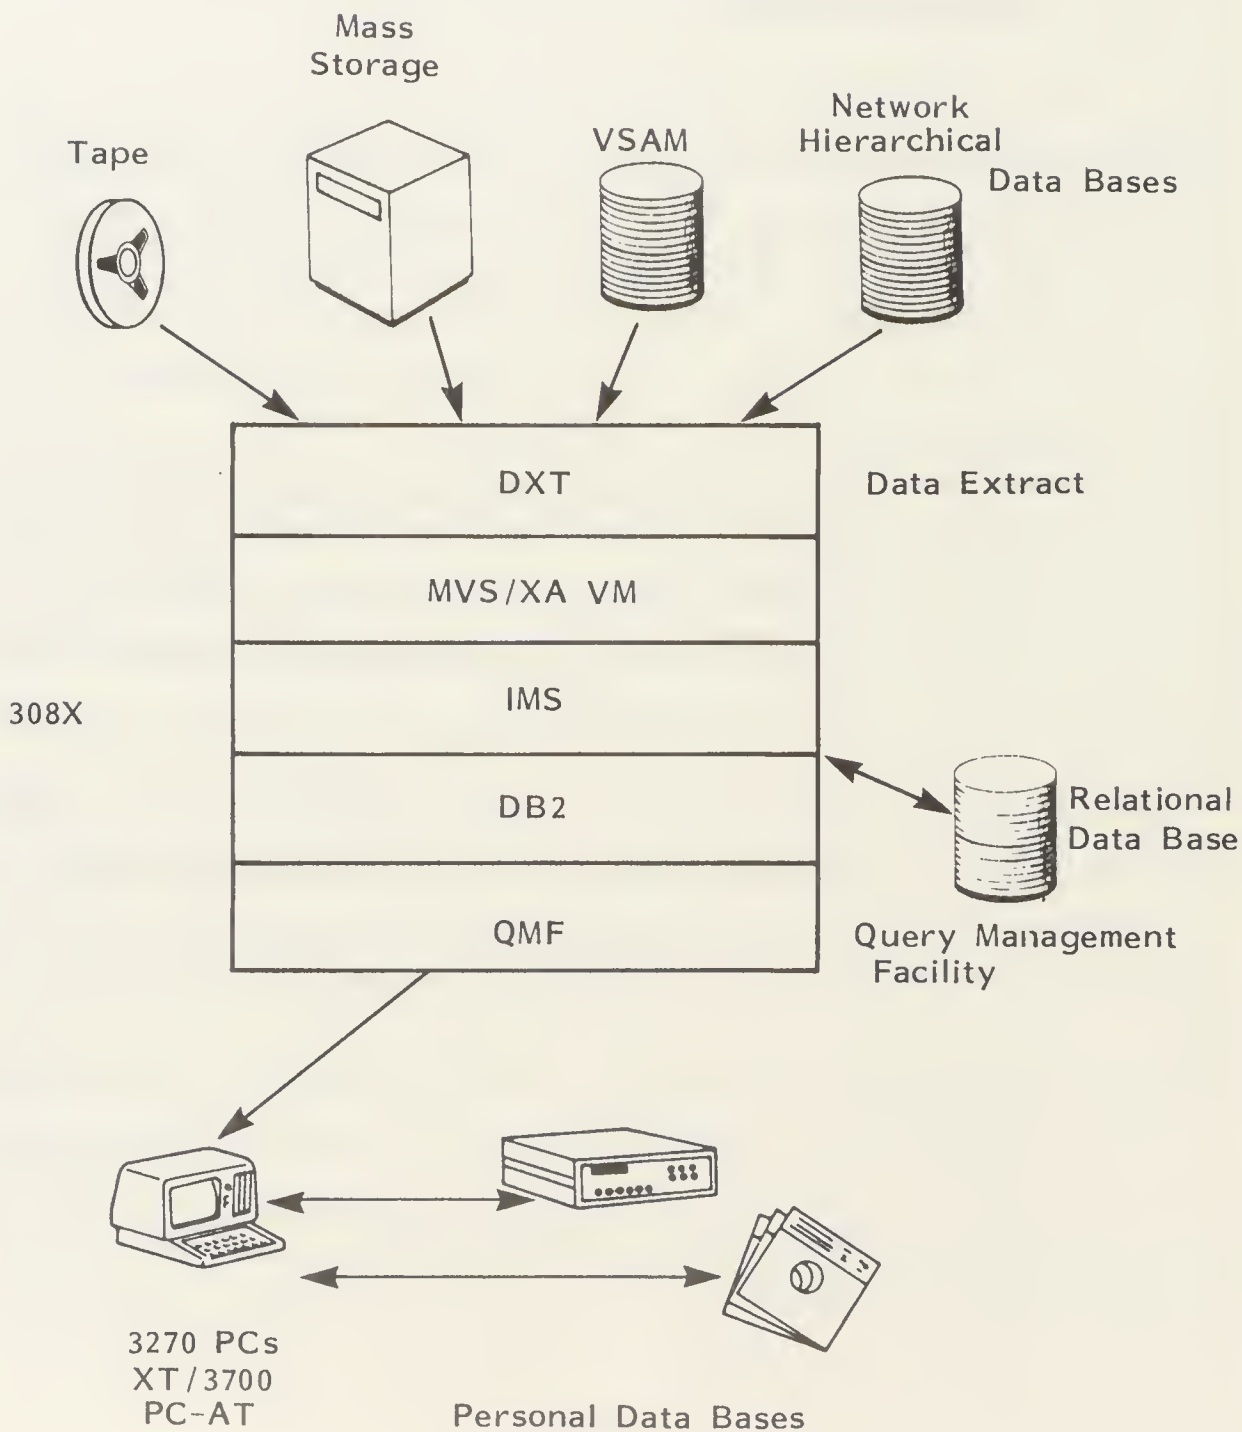 Mass
Storage
Tape
VSAM
Network
Hierarchical
Data Bases
DXT
Data Extract
MVS/XA VM
308X
IMS
DB2
Relational
Data Base
QMF
Query Management
Facility
3270 PCs
XT/3700
PC-AT
Personal Data Bases